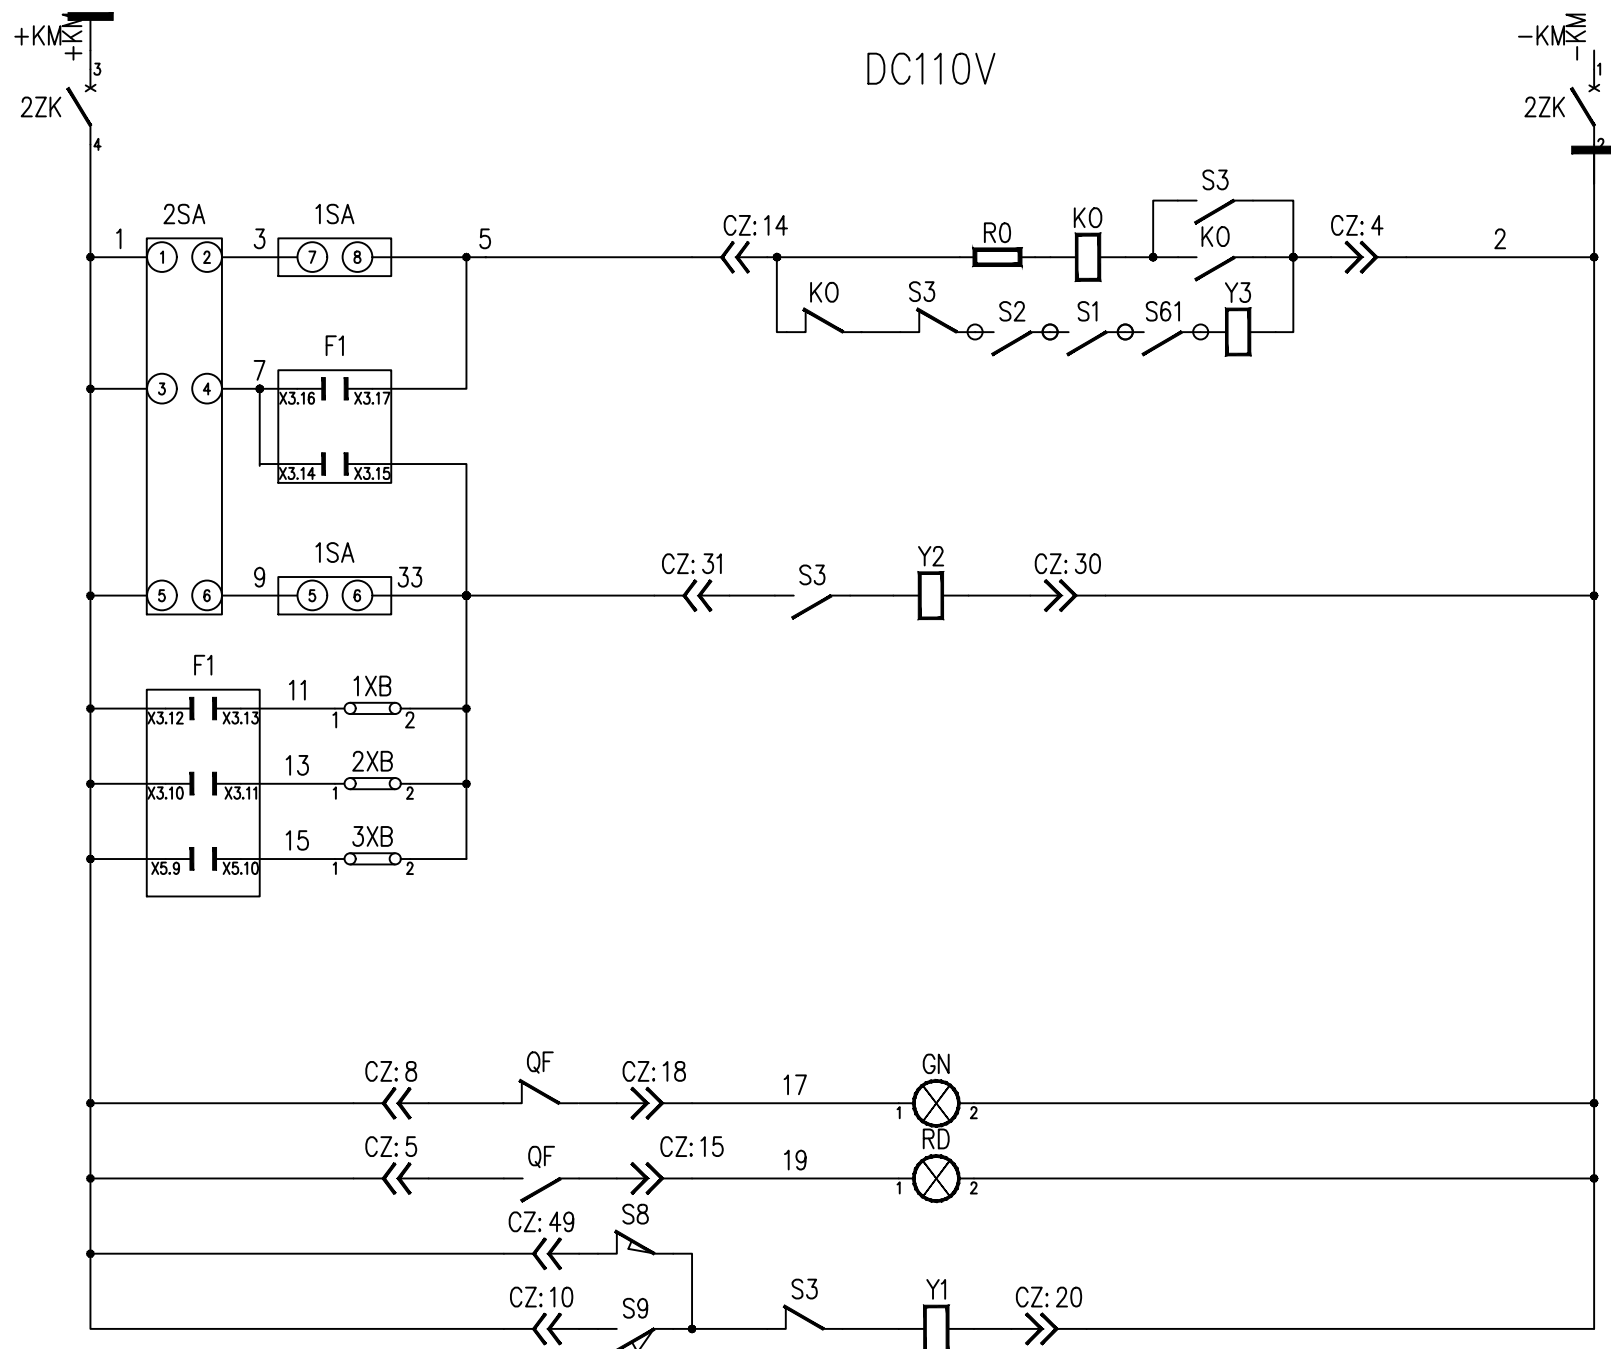 +KM
+KM
-KM
-KM
DC110V
3
1
2ZK
2ZK
4
2
S3
2SA
1SA
CZ:14
R0
K0
K0
CZ:4
1
1
2
3
7
8
5
2
K0
S3
S2
S1
S61
Y3
F1
7
3
4
X3.16
X3.17
X3.14
X3.15
1SA
CZ:31
S3
Y2
CZ:30
5
6
9
5
6
33
F1
11
1XB
X3.12
X3.13
1
2
13
2XB
X3.10
X3.11
1
2
15
3XB
X5.9
X5.10
1
2
CZ:8
QF
CZ:18
17
GN
1
2
CZ:5
QF
CZ:15
19
RD
1
2
CZ:49
S8
CZ:10
S9
S3
Y1
CZ:20